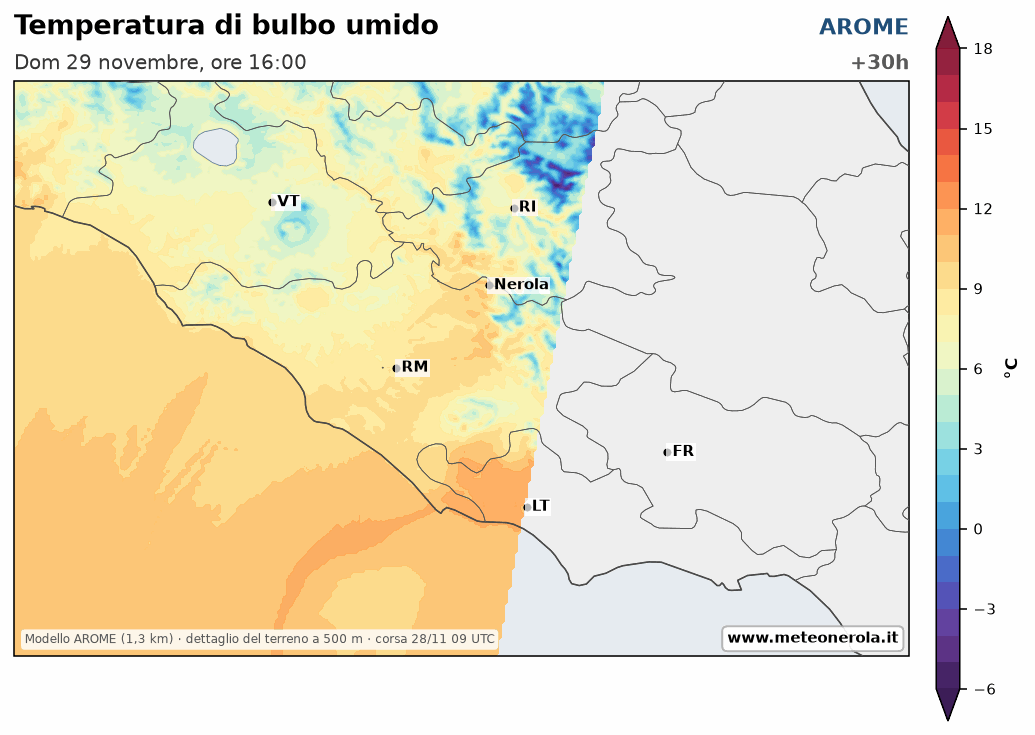 Temperatura di bulbo umido
AROME
Dom 29 novembre, ore 16:00
+30h
VT
RI
Nerola
RM
FR
LT
Modello AROME (1,3 km) · dettaglio del terreno a 500 m · corsa 28/11 09 UTC
www.meteonerola.it
18
15
12
9
6
3
0
−3
−6
°C